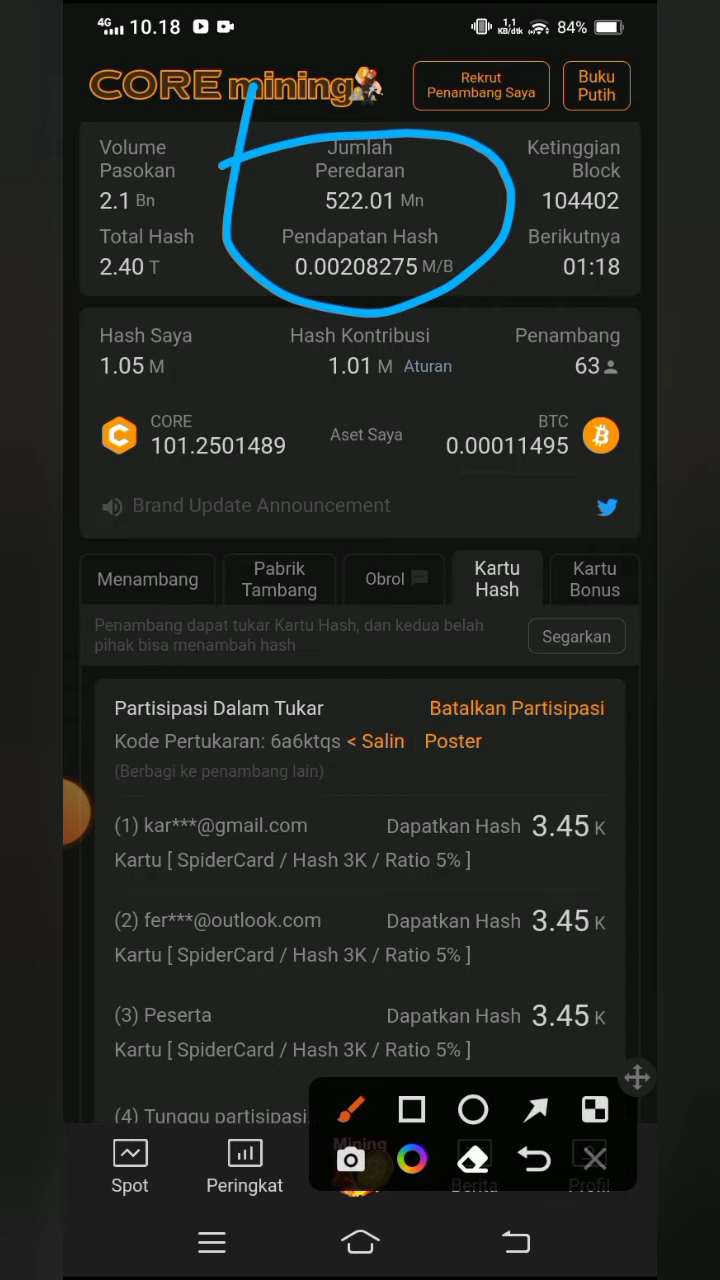 4G 10.18 1,1 KB/dtk 84%
CORE mining Rekrut Penambang Saya Buku Putih
Volume Pasokan Jumlah Peredaran Ketinggian Block
2.1 Bn 522.01 Mn 104402
Total Hash Pendapatan Hash Berikutnya
2.40 T 0.00208275 M/B 01:18
Hash Saya Hash Kontribusi Penambang
1.05 M 1.01 M Aturan 63
CORE BTC
101.2501489 Aset Saya 0.00011495
Brand Update Announcement
Menambang Pabrik Tambang Obrol Kartu Hash Kartu Bonus
Penambang dapat tukar Kartu Hash, dan kedua belah
pihak bisa menambah hash
Segarkan
Partisipasi Dalam Tukar Batalkan Partisipasi
Kode Pertukaran: 6a6ktqs < Salin Poster
(Berbagi ke penambang lain)
(1) kar***@gmail.com Dapatkan Hash 3.45 K
Kartu [ SpiderCard / Hash 3K / Ratio 5% ]
(2) fer***@outlook.com Dapatkan Hash 3.45 K
Kartu [ SpiderCard / Hash 3K / Ratio 5% ]
(3) Peserta Dapatkan Hash 3.45 K
Kartu [ SpiderCard / Hash 3K / Ratio 5% ]
(4) Tunggu partisipasi.
Mining
Spot Peringkat Berita Profil